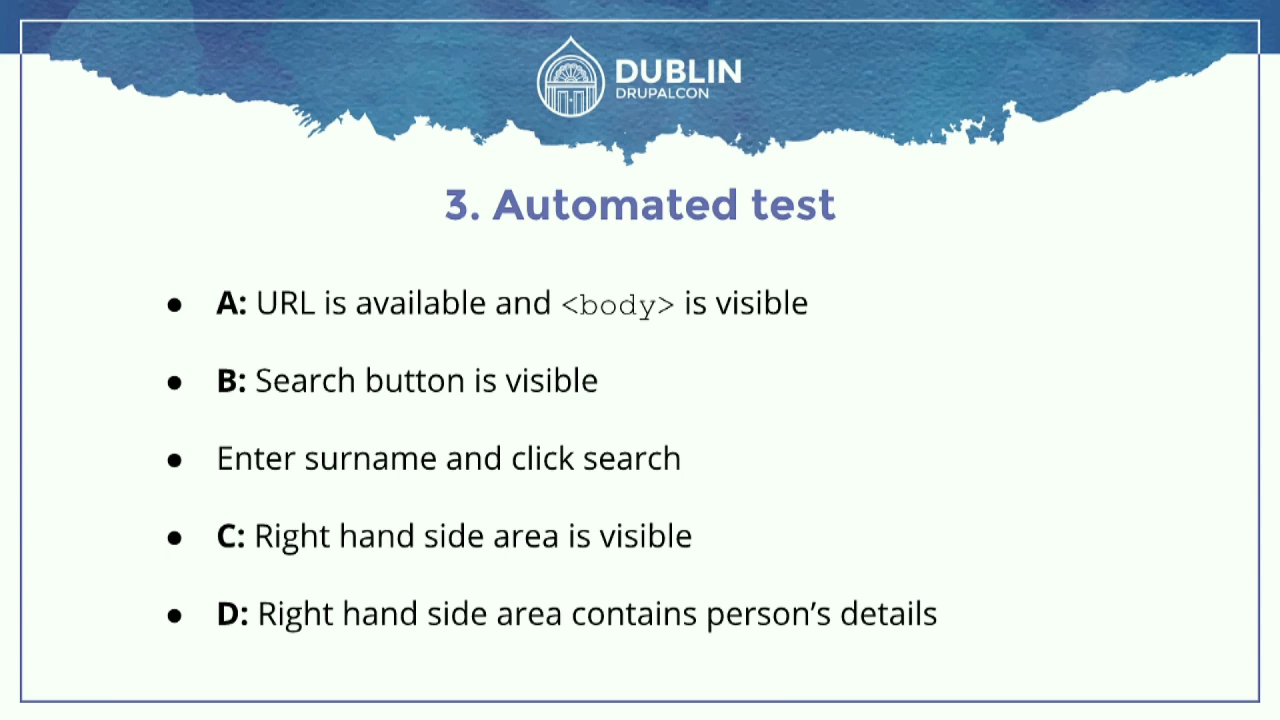 DUBLIN
DRUPALCON
3. Automated test
● A: URL is available and <body> is visible
● B: Search button is visible
● Enter surname and click search
● C: Right hand side area is visible
● D: Right hand side area contains person’s details